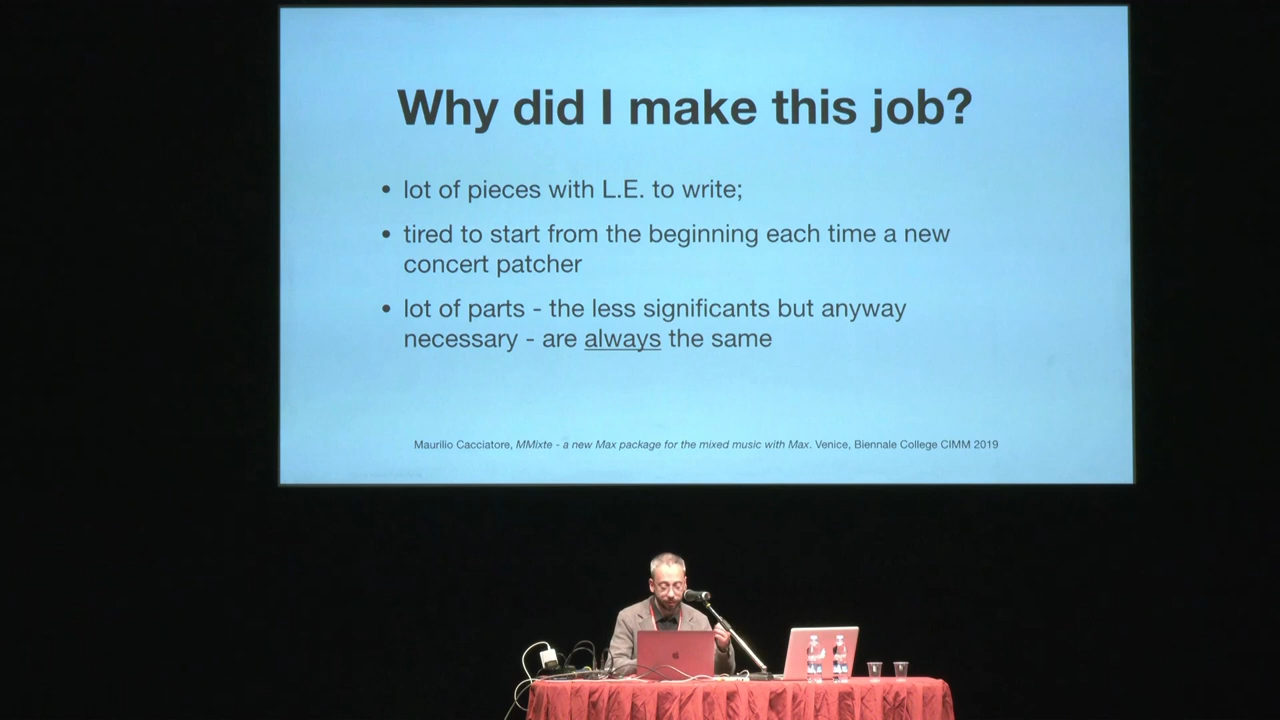 Why did I make this job?
• lot of pieces with L.E. to write;
• tired to start from the beginning each time a new
concert patcher
• lot of parts - the less significants but anyway
necessary - are always the same
Maurilio Cacciatore, MMixte - a new Max package for the mixed music with Max. Venice, Biennale College CIMM 2019